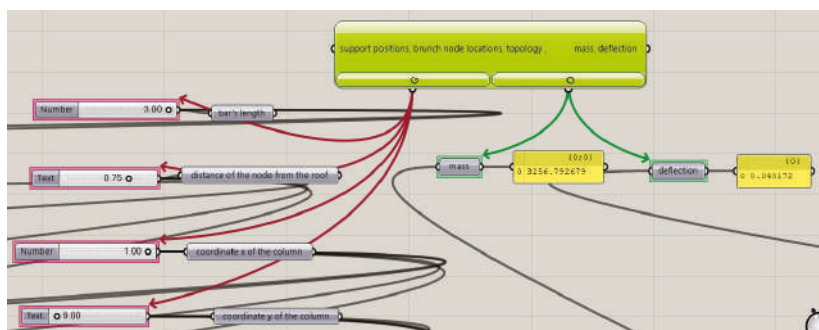 support positions, brunch node locations, topology , mass, deflection
G
O
Number 3.00
bar's length
Text 0.75
distance of the node from the roof
Number 1.00
coordinate x of the column
Text 9.00
coordinate y of the column
mass
{0;0}
0 3256.792679
deflection
{0}
0 0.040172